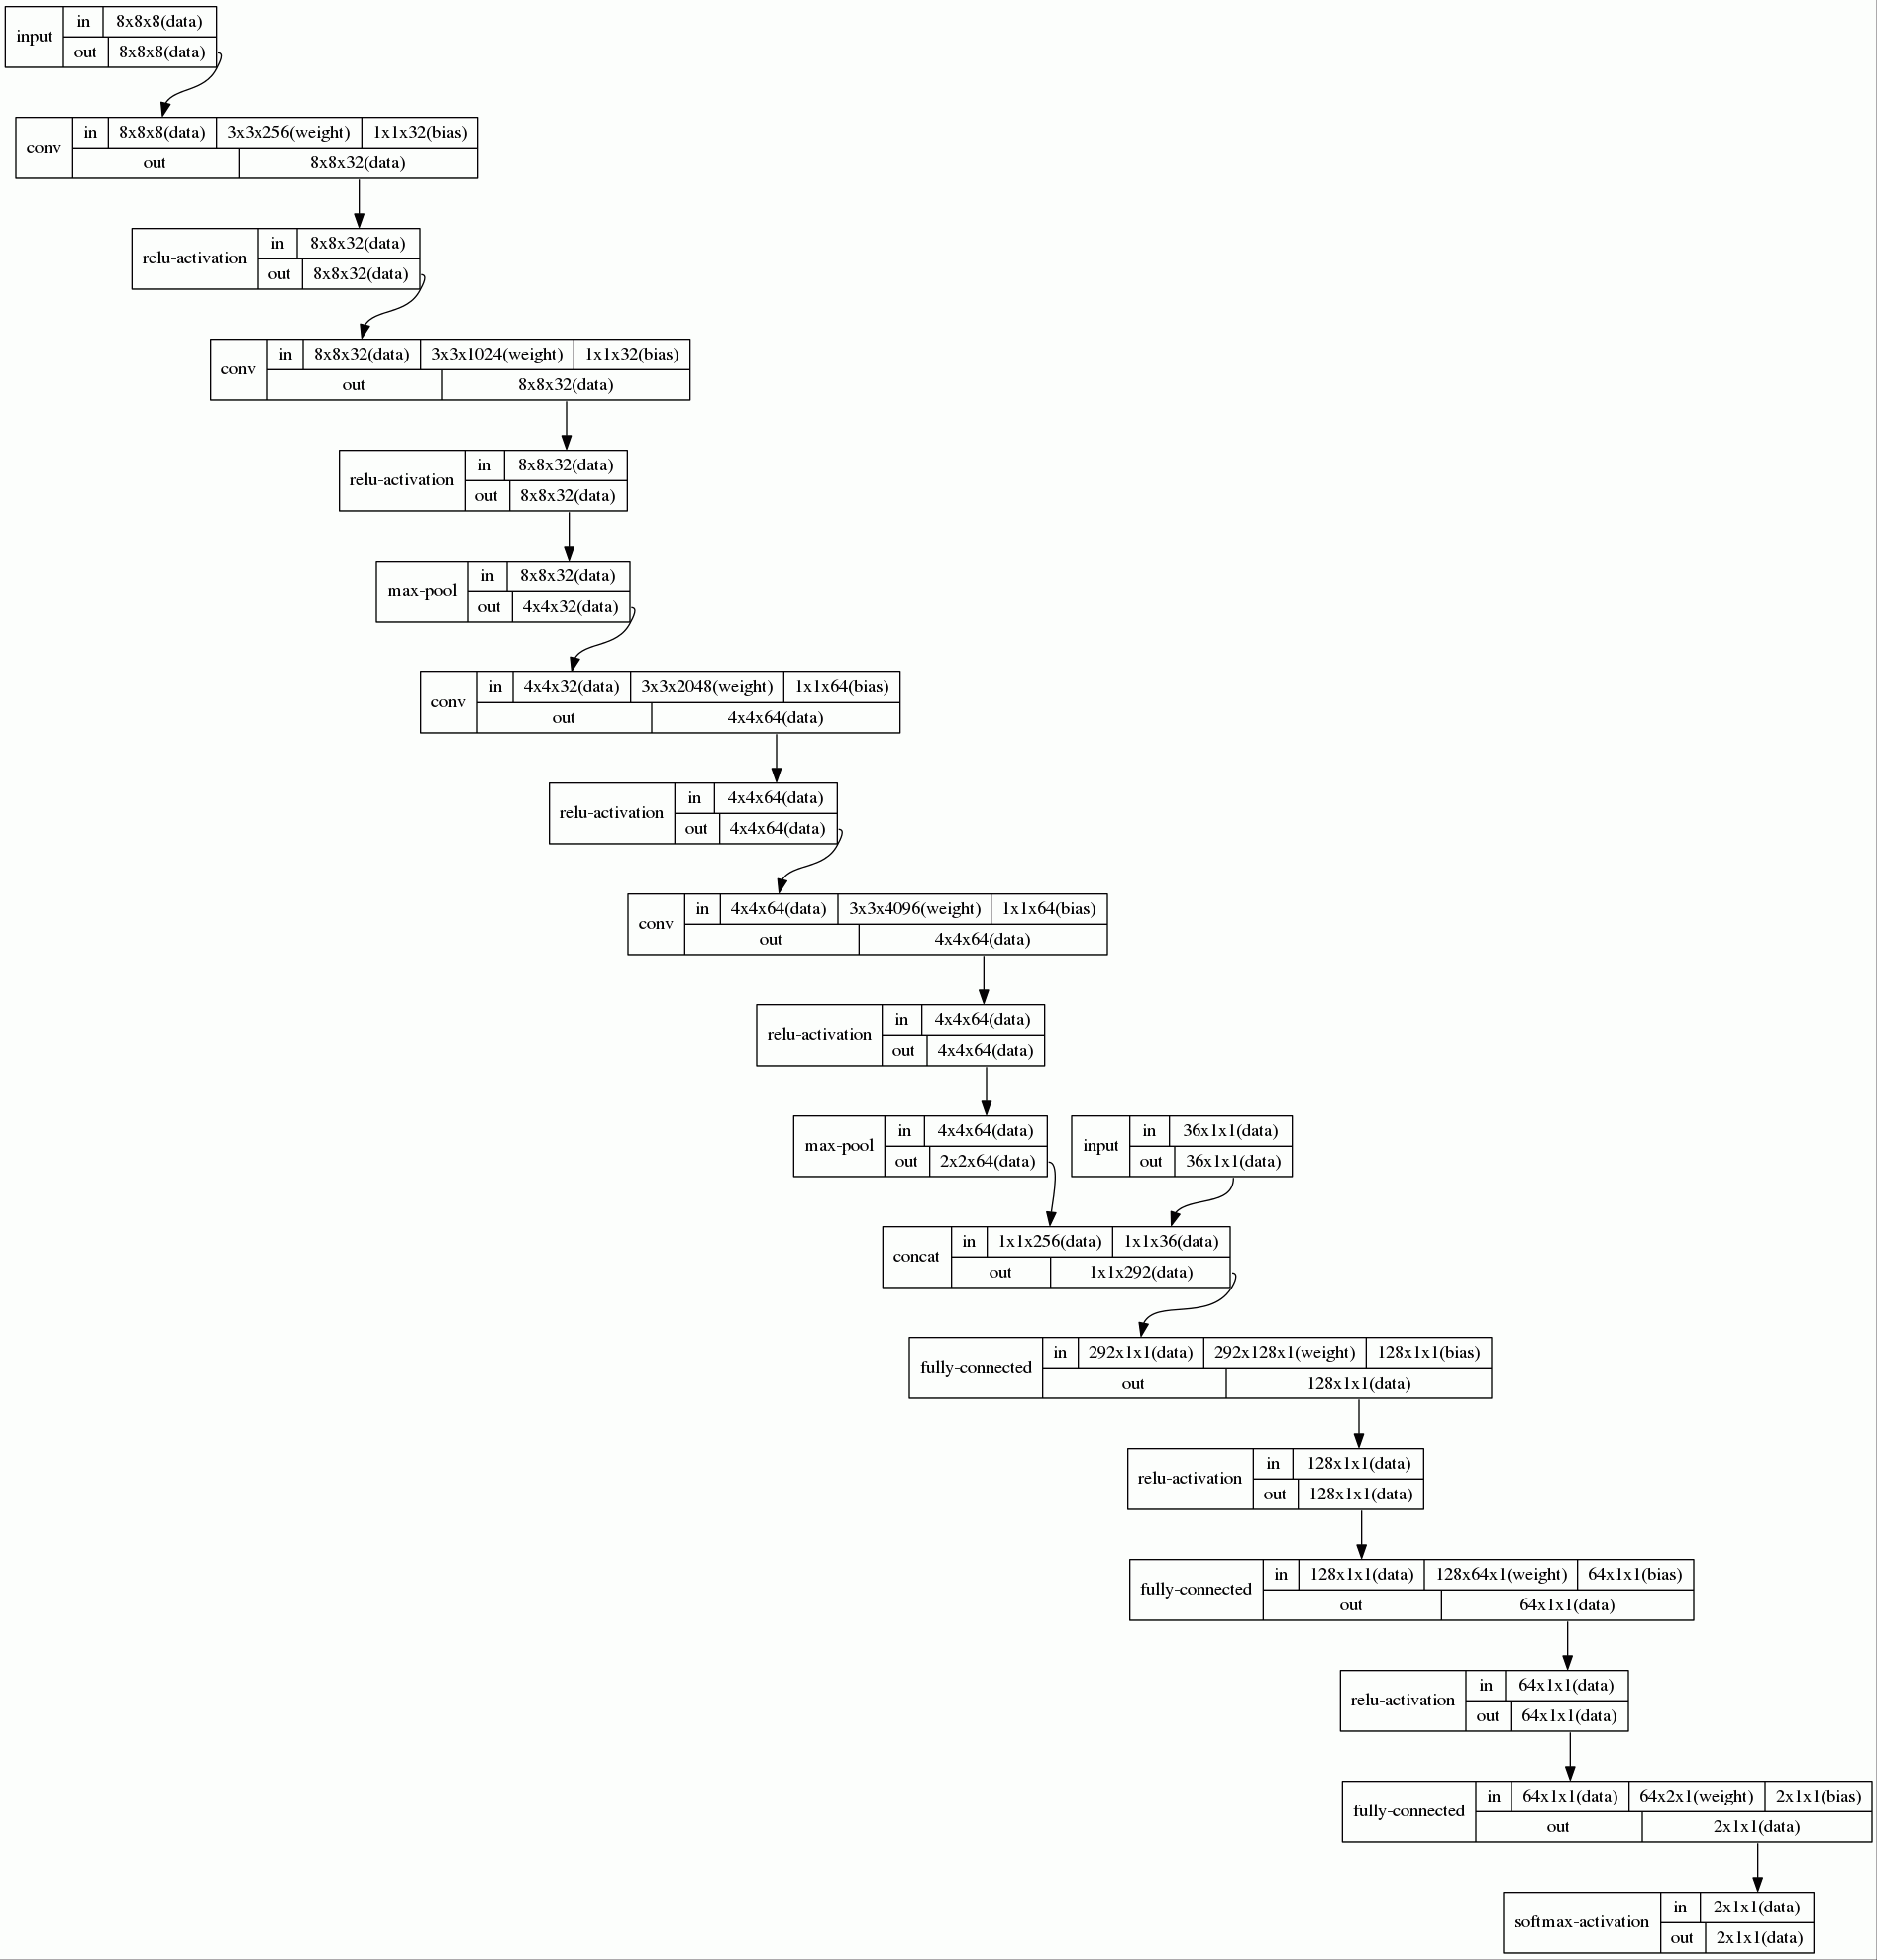 input in 8x8x8(data)
out 8x8x8(data)
conv in 8x8x8(data) 3x3x256(weight) 1x1x32(bias)
out 8x8x32(data)
relu-activation in 8x8x32(data)
out 8x8x32(data)
conv in 8x8x32(data) 3x3x1024(weight) 1x1x32(bias)
out 8x8x32(data)
relu-activation in 8x8x32(data)
out 8x8x32(data)
max-pool in 8x8x32(data)
out 4x4x32(data)
conv in 4x4x32(data) 3x3x2048(weight) 1x1x64(bias)
out 4x4x64(data)
relu-activation in 4x4x64(data)
out 4x4x64(data)
conv in 4x4x64(data) 3x3x4096(weight) 1x1x64(bias)
out 4x4x64(data)
relu-activation in 4x4x64(data)
out 4x4x64(data)
max-pool in 4x4x64(data)
out 2x2x64(data)
input in 36x1x1(data)
out 36x1x1(data)
concat in 1x1x256(data) 1x1x36(data)
out 1x1x292(data)
fully-connected in 292x1x1(data) 292x128x1(weight) 128x1x1(bias)
out 128x1x1(data)
relu-activation in 128x1x1(data)
out 128x1x1(data)
fully-connected in 128x1x1(data) 128x64x1(weight) 64x1x1(bias)
out 64x1x1(data)
relu-activation in 64x1x1(data)
out 64x1x1(data)
fully-connected in 64x1x1(data) 64x2x1(weight) 2x1x1(bias)
out 2x1x1(data)
softmax-activation in 2x1x1(data)
out 2x1x1(data)